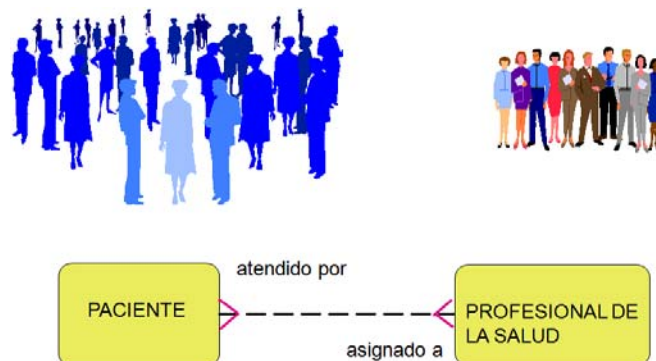 atendido por
PACIENTE
PROFESIONAL DE
LA SALUD
asignado a